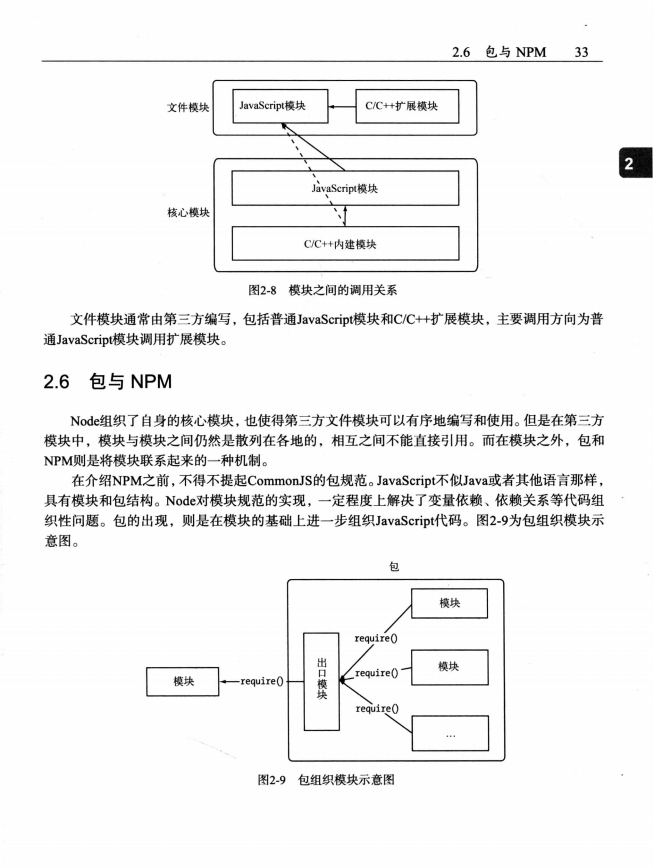 2.6 包与 NPM 33
文件模块
JavaScript模块
C/C++扩展模块
2
JavaScript模块
核心模块
C/C++内建模块
图2-8 模块之间的调用关系
文件模块通常由第三方编写，包括普通JavaScript模块和C/C++扩展模块，主要调用方向为普
通JavaScript模块调用扩展模块。
2.6 包与 NPM
Node组织了自身的核心模块，也使得第三方文件模块可以有序地编写和使用。但是在第三方
模块中，模块与模块之间仍然是散列在各地的，相互之间不能直接引用。而在模块之外，包和
NPM则是将模块联系起来的一种机制。
在介绍NPM之前，不得不提起CommonJS的包规范。JavaScript不似Java或者其他语言那样，
具有模块和包结构。Node对模块规范的实现，一定程度上解决了变量依赖、依赖关系等代码组
织性问题。包的出现，则是在模块的基础上进一步组织JavaScript代码。图2-9为包组织模块示
意图。
包
模块
require()
模块
require()
出口模块
require()
模块
require()
...
图2-9 包组织模块示意图